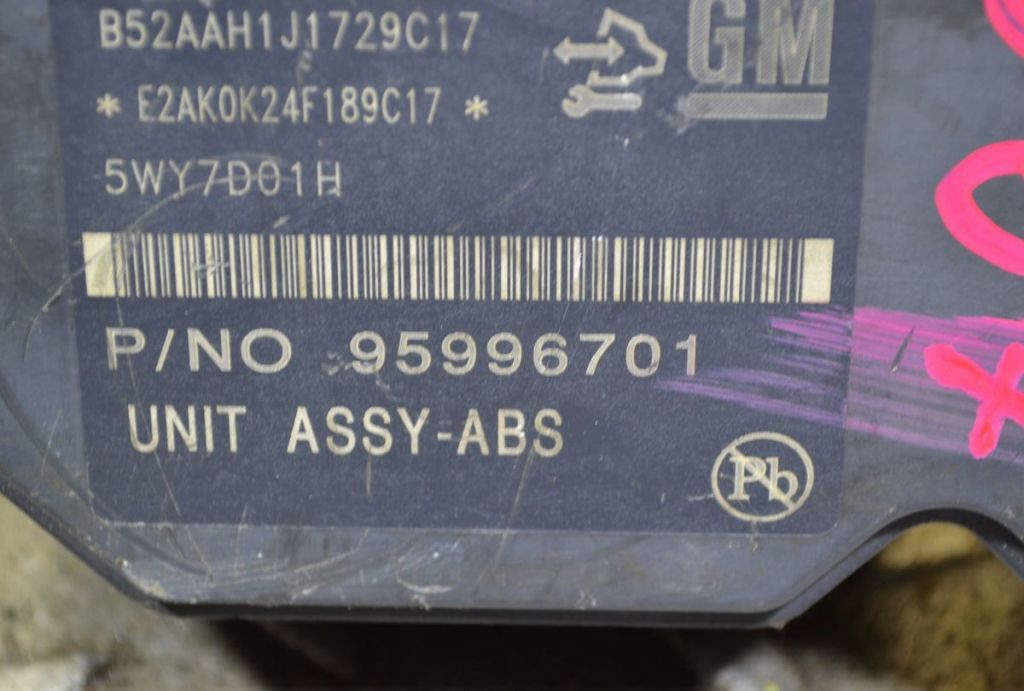 B52AAH1J1729C17
GM
* E2AK0K24F189C17 *
5WY7D01H
P/NO 95996701
UNIT ASSY-ABS
Pb